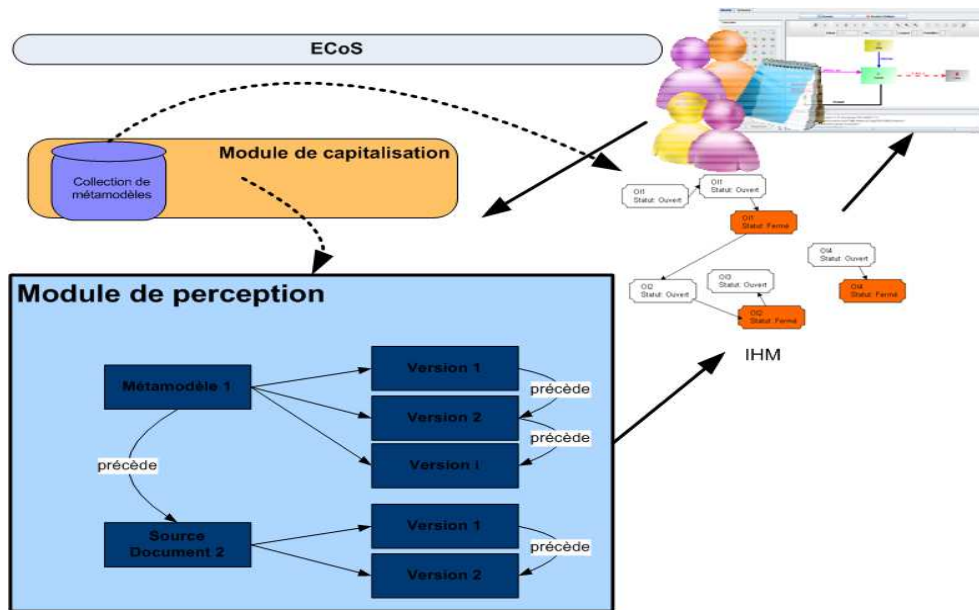 ECoS
Module de capitalisation
Collection de
métamodèles
OI1
Statut: Ouvert
OI1
Statut: Ouvert
OI1
Statut: Fermé
OI2
Statut: Ouvert
OI3
Statut: Ouvert
OI2
Statut: Fermé
OI4
Statut: Ouvert
OI4
Statut: Fermé
IHM
Module de perception
Métamodèle 1
Version 1
précède
Version 2
précède
Version i
précède
Source
Document 2
Version 1
précède
Version 2